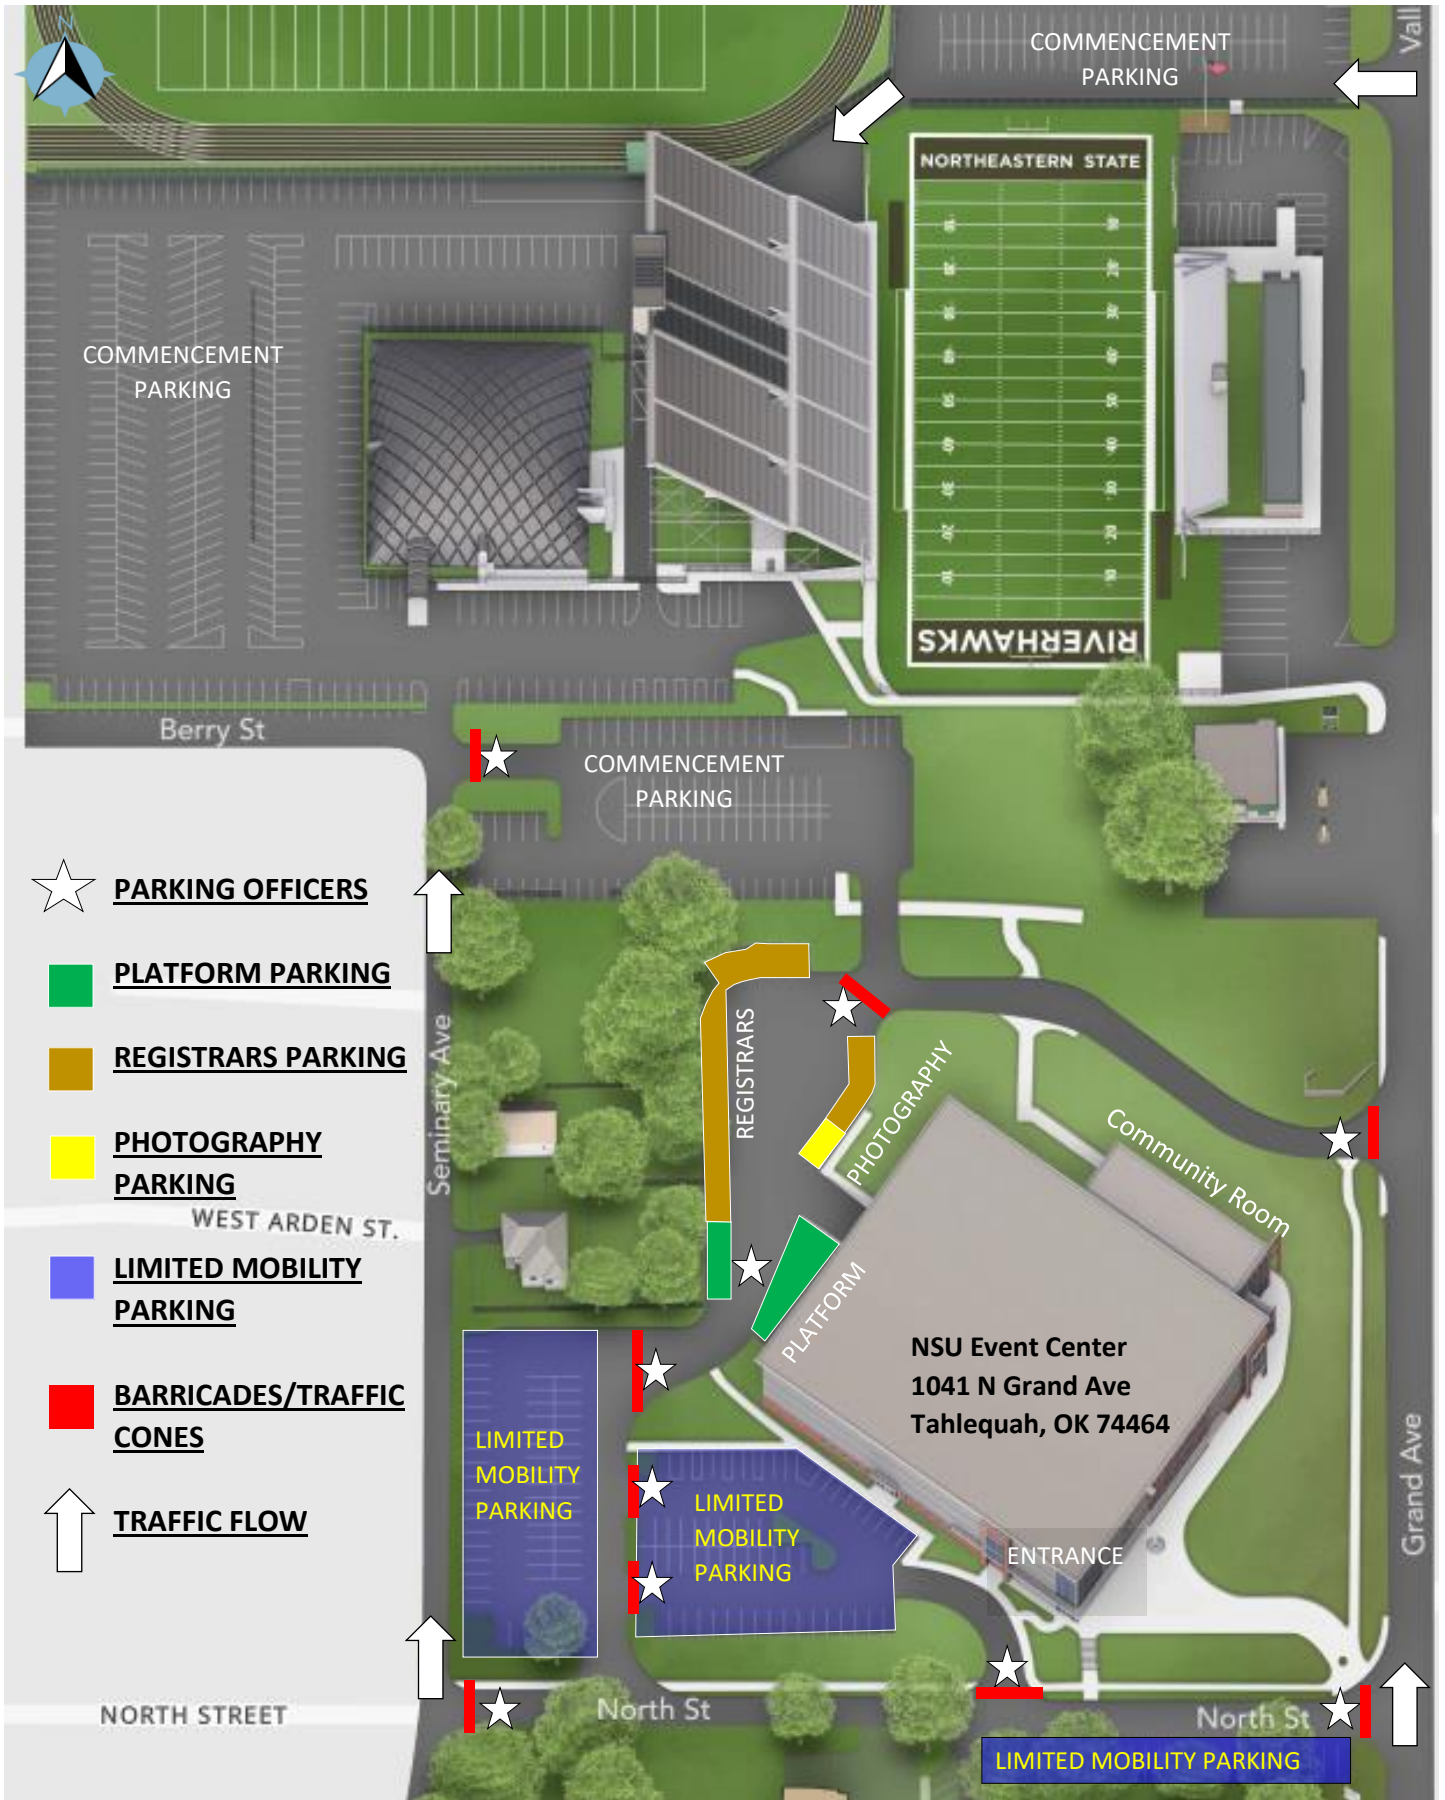 N
COMMENCEMENT
PARKING
Vall
NORTHEASTERN STATE
COMMENCEMENT
PARKING
RIVERHAWKS
Berry St
COMMENCEMENT
PARKING
PARKING OFFICERS
PLATFORM PARKING
REGISTRARS PARKING
PHOTOGRAPHY
PARKING
WEST ARDEN ST.
LIMITED MOBILITY
PARKING
BARRICADES/TRAFFIC
CONES
TRAFFIC FLOW
Seminary Ave
REGISTRARS
PHOTOGRAPHY
Community Room
PLATFORM
NSU Event Center
1041 N Grand Ave
Tahlequah, OK 74464
LIMITED
MOBILITY
PARKING
LIMITED
MOBILITY
PARKING
ENTRANCE
Grand Ave
NORTH STREET
North St
North St
LIMITED MOBILITY PARKING